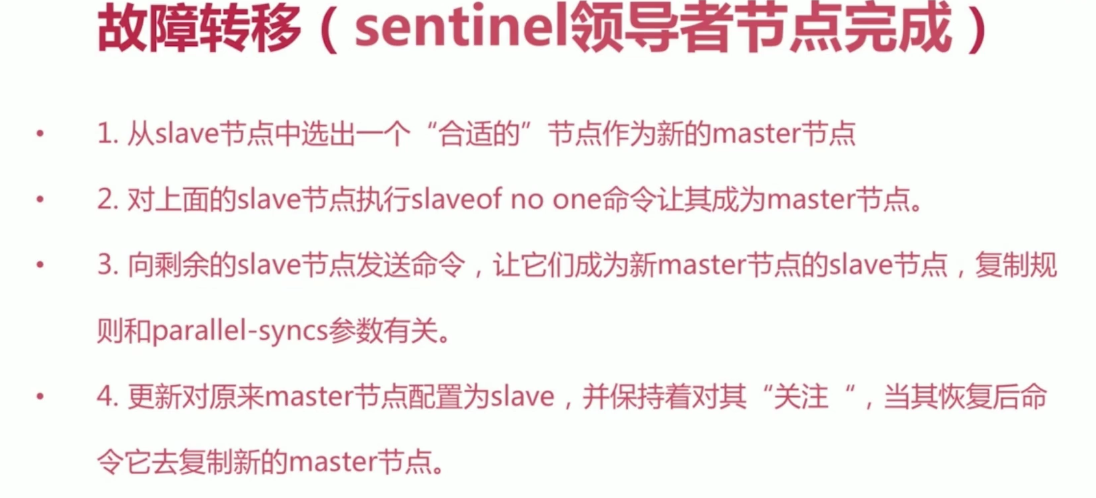 故障转移（sentinel领导者节点完成）
• 1. 从slave节点中选出一个“合适的”节点作为新的master节点
• 2. 对上面的slave节点执行slaveof no one命令让其成为master节点。
• 3. 向剩余的slave节点发送命令，让它们成为新master节点的slave节点，复制规
则和parallel-syncs参数有关。
• 4. 更新对原来master节点配置为slave，并保持着对其“关注“，当其恢复后命
令它去复制新的master节点。